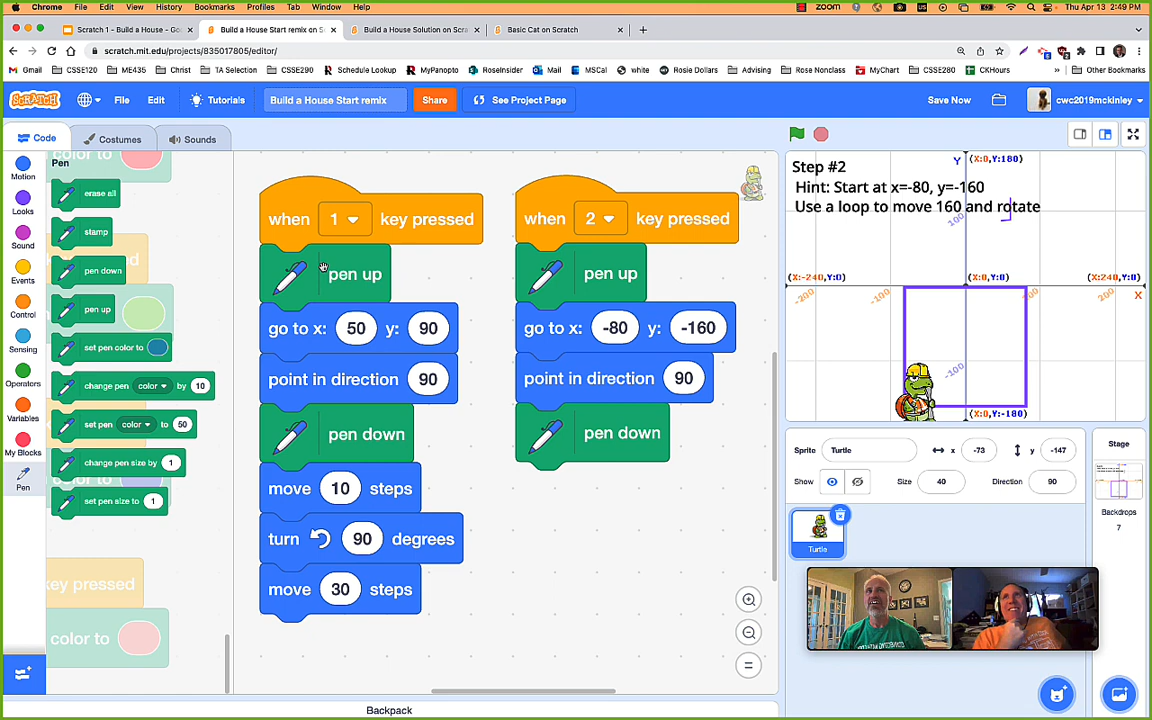 Chrome File Edit View History Bookmarks Profiles Tab Window Help zoom Thu Apr 13 2:49 PM
Scratch 1 - Build a House - Go Build a House Start remix on S Build a House Solution on Scra Basic Cat on Scratch
scratch.mit.edu/projects/835017805/editor/
Gmail CSSE120 ME435 Christ TA Selection CSSE290 Schedule Lookup MyPanopto RoseInsider Mail MSCal white Rosie Dollars Advising Rose Nonclass MyChart CSSE280 CKHours » Other Bookmarks
SCRATCH File Edit Tutorials Build a House Start remix Share See Project Page Save Now cwc2019mckinley
Code Costumes Sounds
Motion
Looks
Sound
Events
Control
Sensing
Operators
Variables
My Blocks
Pen
color to
Pen
erase all
stamp
pen down
pen up
set pen color to
change pen color by 10
set pen color to 50
change pen size by 1
set pen size to 1
key pressed
color to
when 1 key pressed
pen up
go to x: 50 y: 90
point in direction 90
pen down
move 10 steps
turn 90 degrees
move 30 steps
when 2 key pressed
pen up
go to x: -80 y: -160
point in direction 90
pen down
Backpack
Y (X:0,Y:180)
Step #2
Hint: Start at x=-80, y=-160
Use a loop to move 160 and rotate
100
(X:-240,Y:0) (X:0,Y:0) (X:240,Y:0)
-200 -100 200 X
-100
(X:0,Y:-180)
Sprite Turtle x -73 y -147
Show Size 40 Direction 90
Turtle
Stage
Backdrops
7